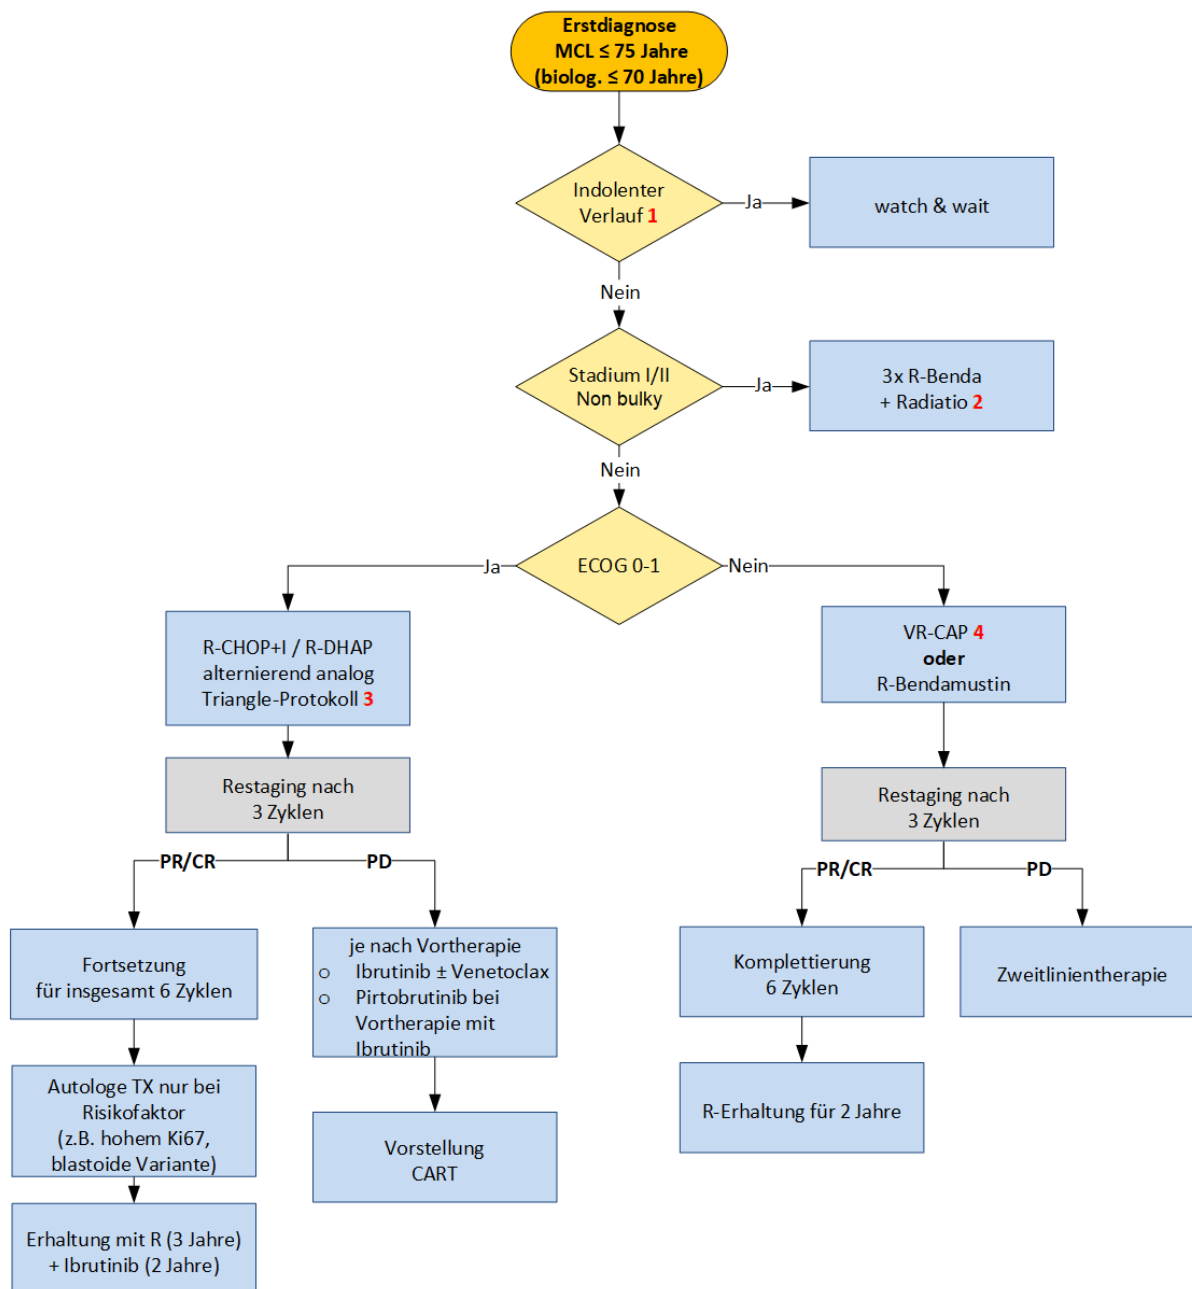 Erstdiagnose
MCL ≤ 75 Jahre
(biolog. ≤ 70 Jahre)
Indolenter
Verlauf 1
Ja
watch & wait
Nein
Stadium I/II
Non bulky
Ja
3x R-Benda
+ Radiatio 2
Nein
ECOG 0-1
Ja
Nein
R-CHOP+I / R-DHAP
alternierend analog
Triangle-Protokoll 3
VR-CAP 4
oder
R-Bendamustin
Restaging nach
3 Zyklen
Restaging nach
3 Zyklen
PR/CR
PD
PR/CR
PD
Fortsetzung
für insgesamt 6 Zyklen
je nach Vortherapie
o Ibrutinib ± Venetoclax
o Pirtobrutinib bei
Vortherapie mit
Ibrutinib
Komplettierung
6 Zyklen
Zweitlinientherapie
Autologe TX nur bei
Risikofaktor
(z.B. hohem Ki67,
blastoide Variante)
Vorstellung
CART
R-Erhaltung für 2 Jahre
Erhaltung mit R (3 Jahre)
+ Ibrutinib (2 Jahre)